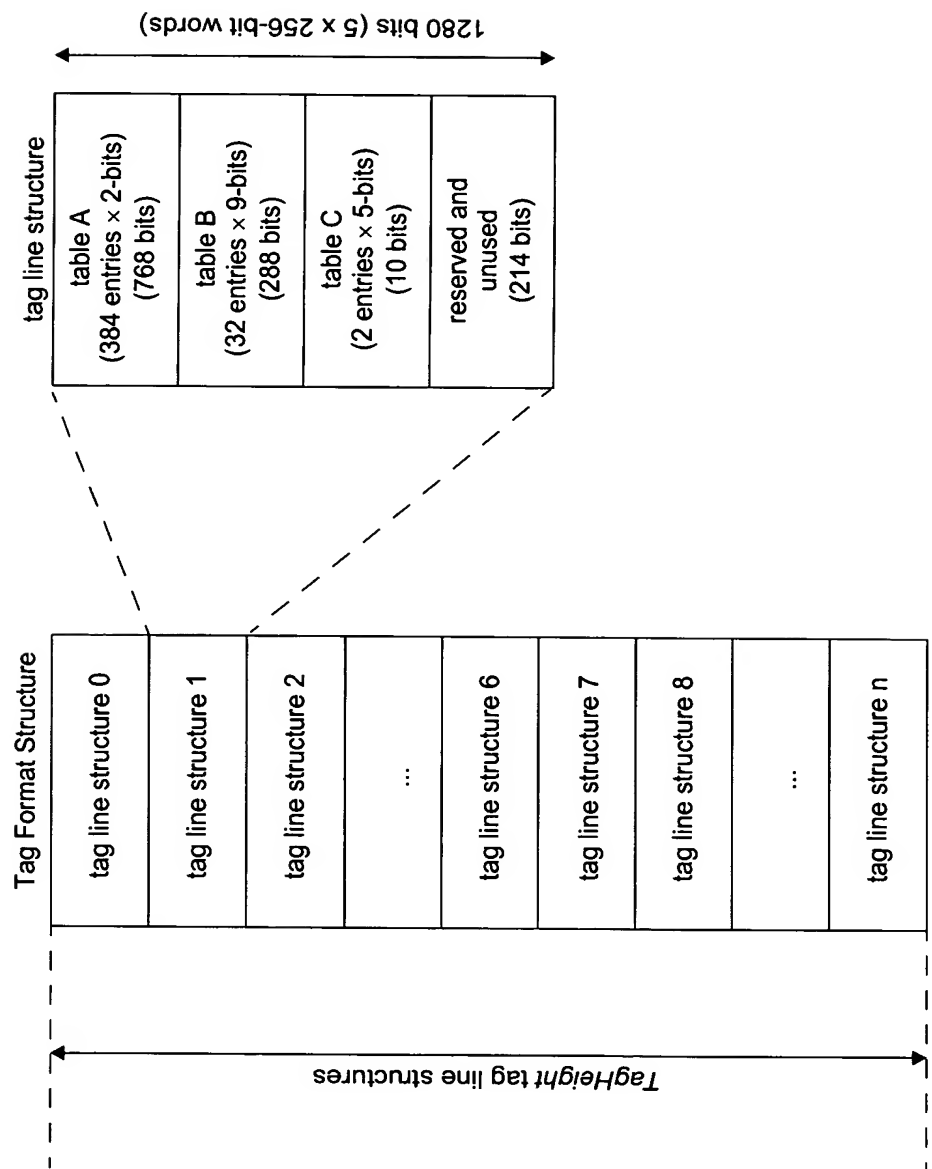 Tag Format Structure
tag line structure 0
tag line structure 1
tag line structure 2
...
tag line structure 6
tag line structure 7
tag line structure 8
...
tag line structure n
TagHeight tag line structures
tag line structure
table A
(384 entries × 2-bits)
(768 bits)
table B
(32 entries × 9-bits)
(288 bits)
table C
(2 entries × 5-bits)
(10 bits)
reserved and
unused
(214 bits)
1280 bits (5 x 256-bit words)